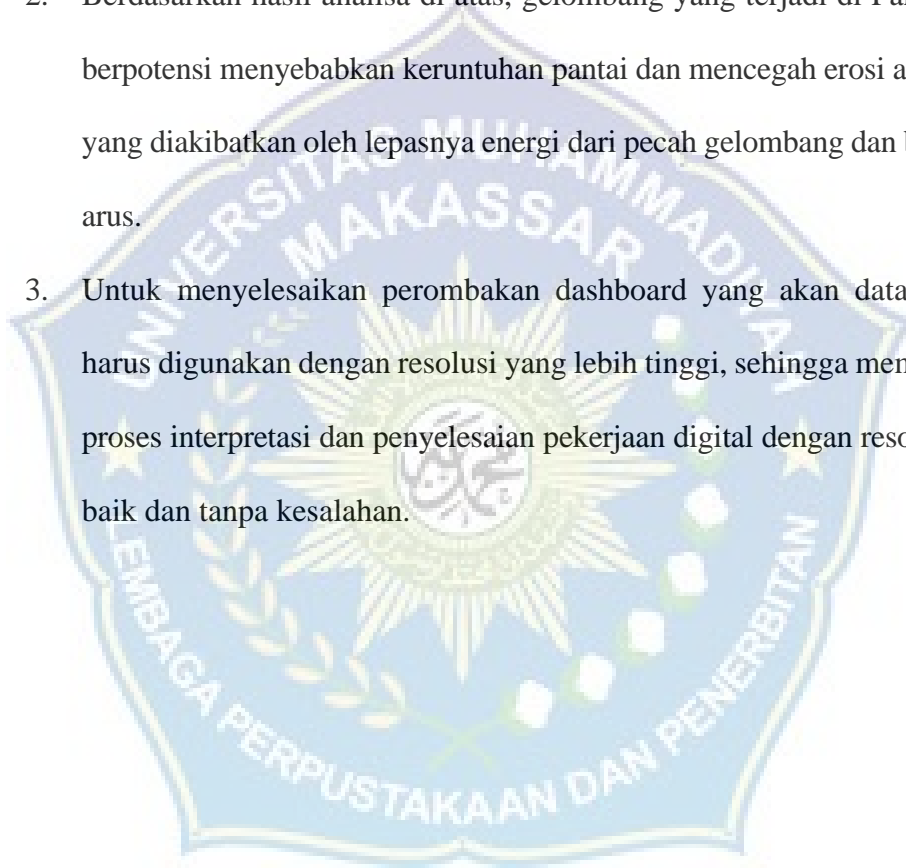 2. Berdasarkan hasil analisa di atas, gelombang yang terjadi di
berpotensi menyebabkan keruntuhan pantai dan mencegah erosi
yang diakibatkan oleh lepasnya energi dari pecah gelombang dan
arus.
3. Untuk menyelesaikan perombakan dashboard yang akan data
harus digunakan dengan resolusi yang lebih tinggi, sehingga
proses interpretasi dan penyelesaian pekerjaan digital dengan
baik dan tanpa kesalahan.
UNIVERSITAS MUHAMMADIYAH
MAKASSAR
LEMBAGA PERPUSTAKAAN DAN PENERBITAN